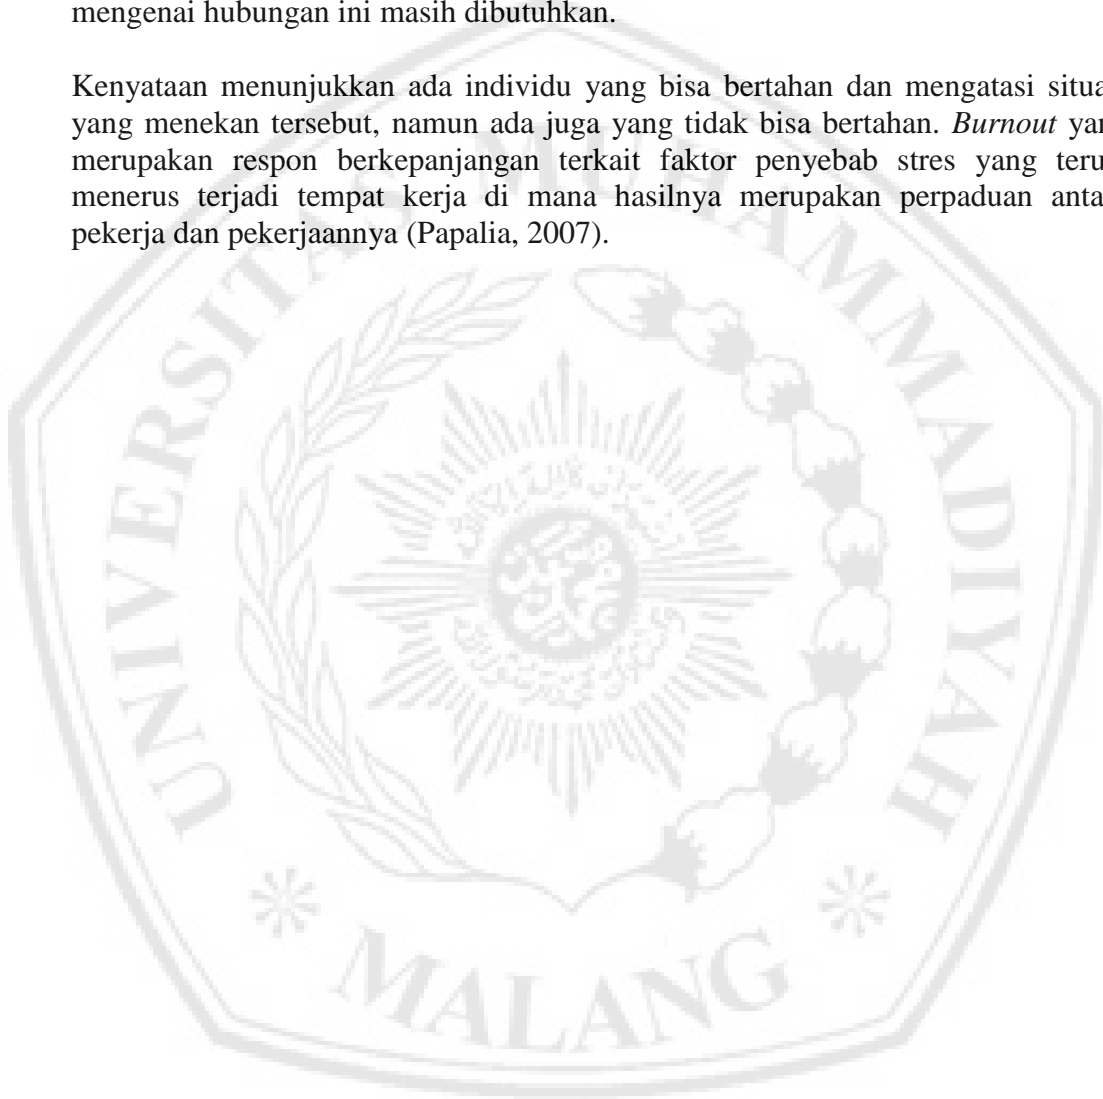 mengenai hubungan ini masih dibutuhkan.
Kenyataan menunjukkan ada individu yang bisa bertahan dan mengatasi situa
yang menekan tersebut, namun ada juga yang tidak bisa bertahan. Burnout yan
merupakan respon berkepanjangan terkait faktor penyebab stres yang teru
menerus terjadi tempat kerja di mana hasilnya merupakan perpaduan anta
pekerja dan pekerjaannya (Papalia, 2007).
UNIVERSITAS MUHAMMADIYAH
MALANG